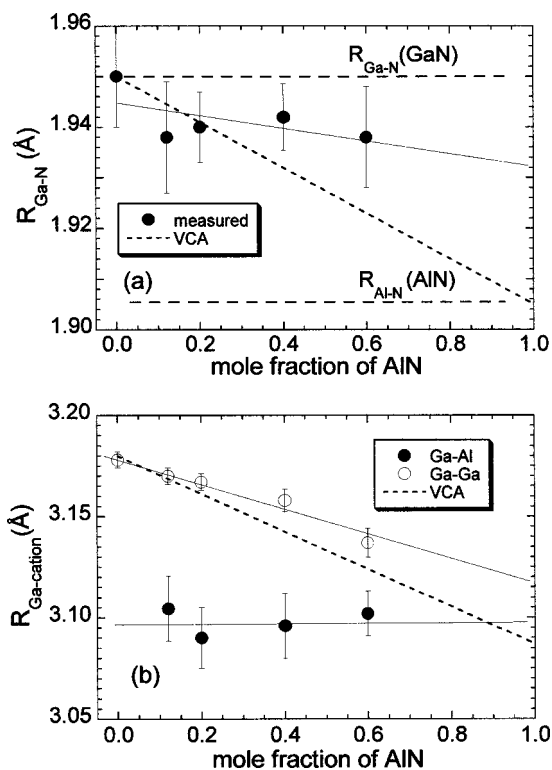 1.96
R_Ga-N(GaN)
1.94
R_Ga-N (Å)
measured
VCA
1.92
(a)
R_Al-N(AlN)
1.90
0.0 0.2 0.4 0.6 0.8 1.0
mole fraction of AlN
3.20
Ga-Al
Ga-Ga
VCA
3.15
R_Ga-cation(Å)
3.10
(b)
3.05
0.0 0.2 0.4 0.6 0.8 1.0
mole fraction of AlN